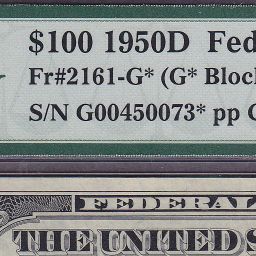 $100 1950D Fed
Fr#2161-G* (G* Block
S/N G00450073* pp C
FEDERAL
THE UNITED S